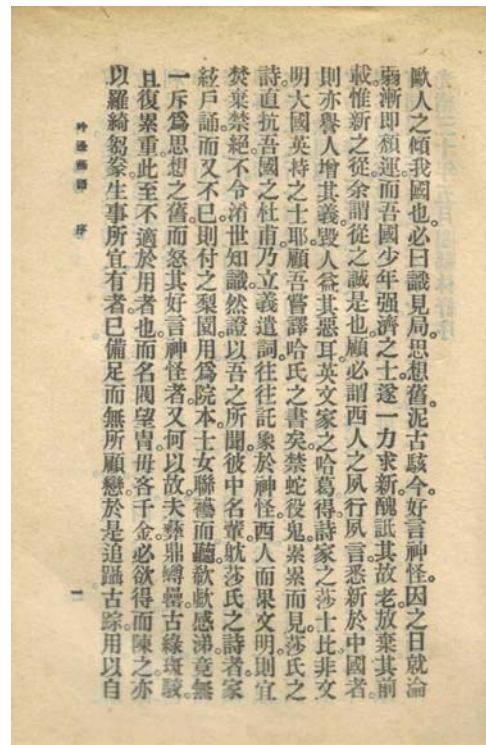 歐人之傾我國也。必曰識見局。思想舊。泥古駭今。好言神怪。因之日就淪
弱。漸即頹運。而吾國少年强濟之士。遂一力求新。醜詆其故老。放棄其前
載。惟新之從。余謂從之誠是也。顧必謂西人之夙行夙言。悉新於中國者。
則亦譽人增其義。毀人益其惡耳。英文家之哈葛得。詩家之莎士比。非文
明大國英特之士耶。顧吾嘗譯哈氏之書矣。禁蛇役鬼。累累而見。莎氏之
詩。直抗吾國之杜甫。乃立義遣詞。往往託象於神怪。西人而果文明。則宜
焚棄禁絕。不令淆世知識。然證以吾之所聞。彼中名輩。躭莎氏之詩者。家
絃戶誦。而又不已。則付之梨園。用爲院本。士女聯襼而聽。欷歔感涕。竟無
一斥爲思想之舊。而怒其好言神怪者。又何以故。夫彝鼎罇罍。古綠斑駮。
且復累重。此至不適於用者也。而名閥望胄。毋吝千金。必欲得而陳之。亦
以羅綺芻豢。生事所宜有者。已備足而無所顧戀。於是追躡古踪。用以自
吟邊燕語 序 一